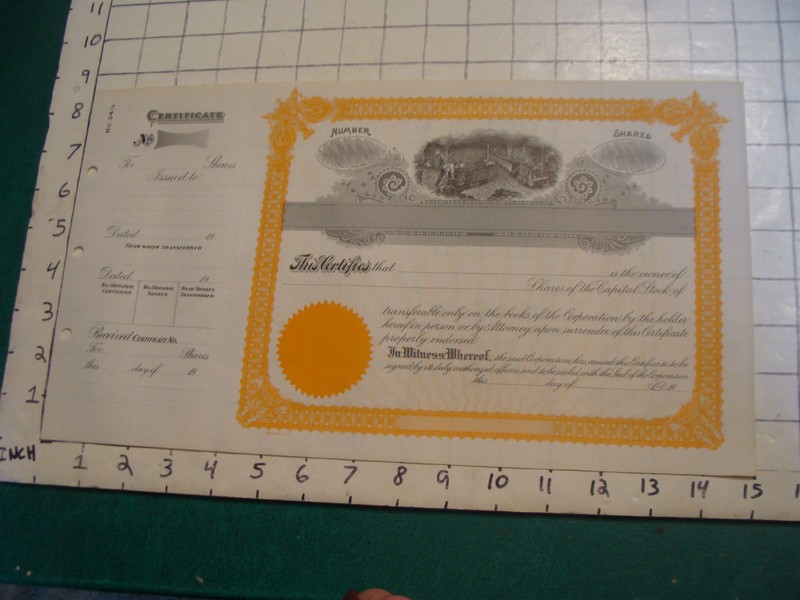 11
10
9
8
7
6
5
4
3
2
1
INCH 1 2 3 4 5 6 7 8 9 10 11 12 13 14 15
CERTIFICATE
No
For Shares
Issued to
Dated 19
FROM WHOM TRANSFERRED
Dated 19
No. ORIGINAL CERTIFICATE No. ORIGINAL SHARES No. OF SHARES TRANSFERRED
Received CERTIFICATE No.
For Shares
this day of 19
NUMBER SHARES
This Certifies that is the owner of
Shares of the Capital Stock of
transferable only on the books of the Corporation by the holder
hereof in person or by Attorney upon surrender of this Certificate
properly endorsed.
In Witness Whereof, the said Corporation has caused this Certificate to be
signed by its duly authorized officers and to be sealed with the Seal of the Corporation
this day of A.D. 19